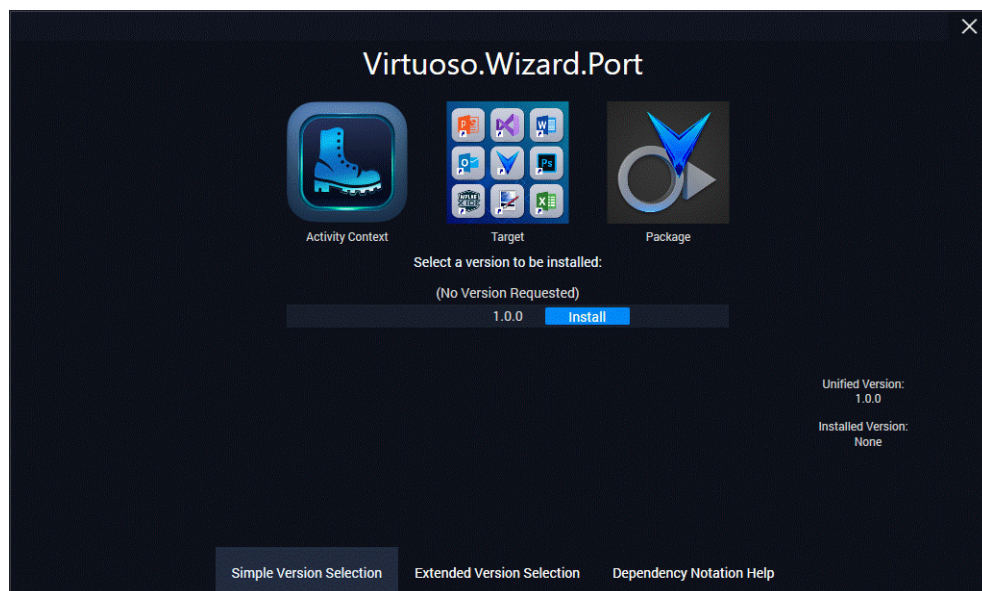 Virtuoso.Wizard.Port
Activity Context
Target
Package
Select a version to be installed:
(No Version Requested)
1.0.0
Install
Unified Version:
1.0.0
Installed Version:
None
Simple Version Selection
Extended Version Selection
Dependency Notation Help